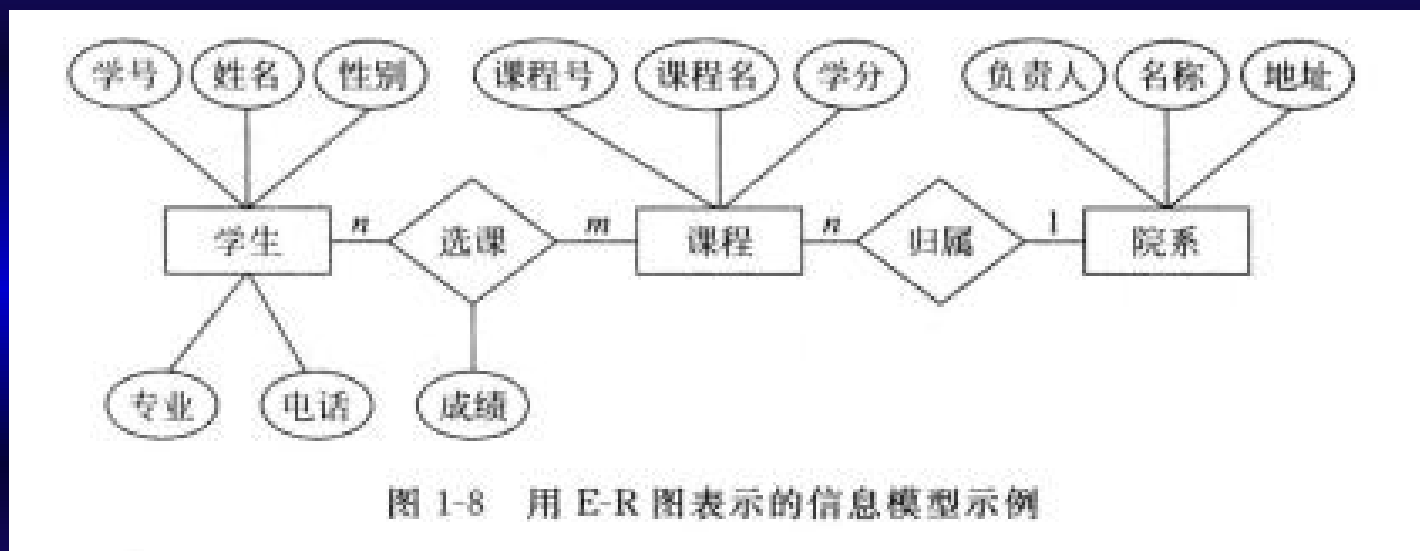 学号 姓名 性别 课程号 课程名 学分 负责人 名称 地址
学生 n 选课 m 课程 n 归属 1 院系
专业 电话 成绩
图 1-8 用 E-R 图表示的信息模型示例